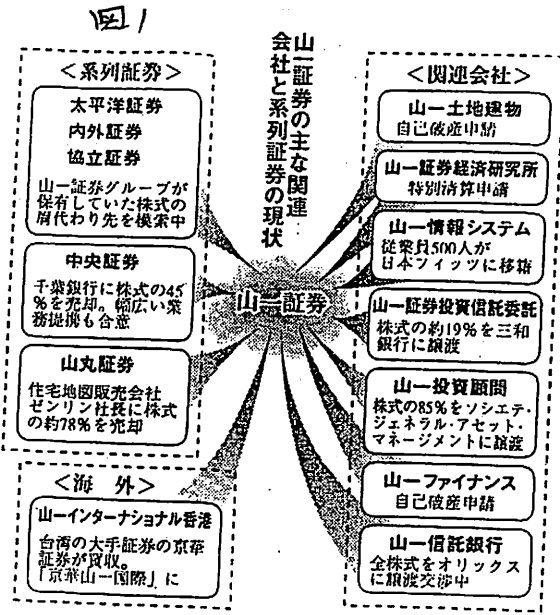 図1
山一証券の主な関連
会社と系列証券の現状
<系列証券>
太平洋証券
内外証券
協立証券
山一証券グループが
保有していた株式の
肩代わり先を模索中
中央証券
千葉銀行に株式の45
%を売却。幅広い業
務提携も合意
山丸証券
住宅地図販売会社
ゼンリン社長に株式
の約78%を売却
<海 外>
山一インターナショナル香港
台湾の大手証券の京華
証券が買収。
「京華山一国際」に
山一証券
<関連会社>
山一土地建物
自己破産申請
山一証券経済研究所
特別清算申請
山一情報システム
従業員500人が
日本フィッツに移籍
山一証券投資信託委託
株式の約19%を三和
銀行に譲渡
山一投資顧問
株式の85%をソシエテ・
ジェネラル・アセット・
マネージメントに譲渡
山一ファイナンス
自己破産申請
山一信託銀行
全株式をオリックス
に譲渡交渉中